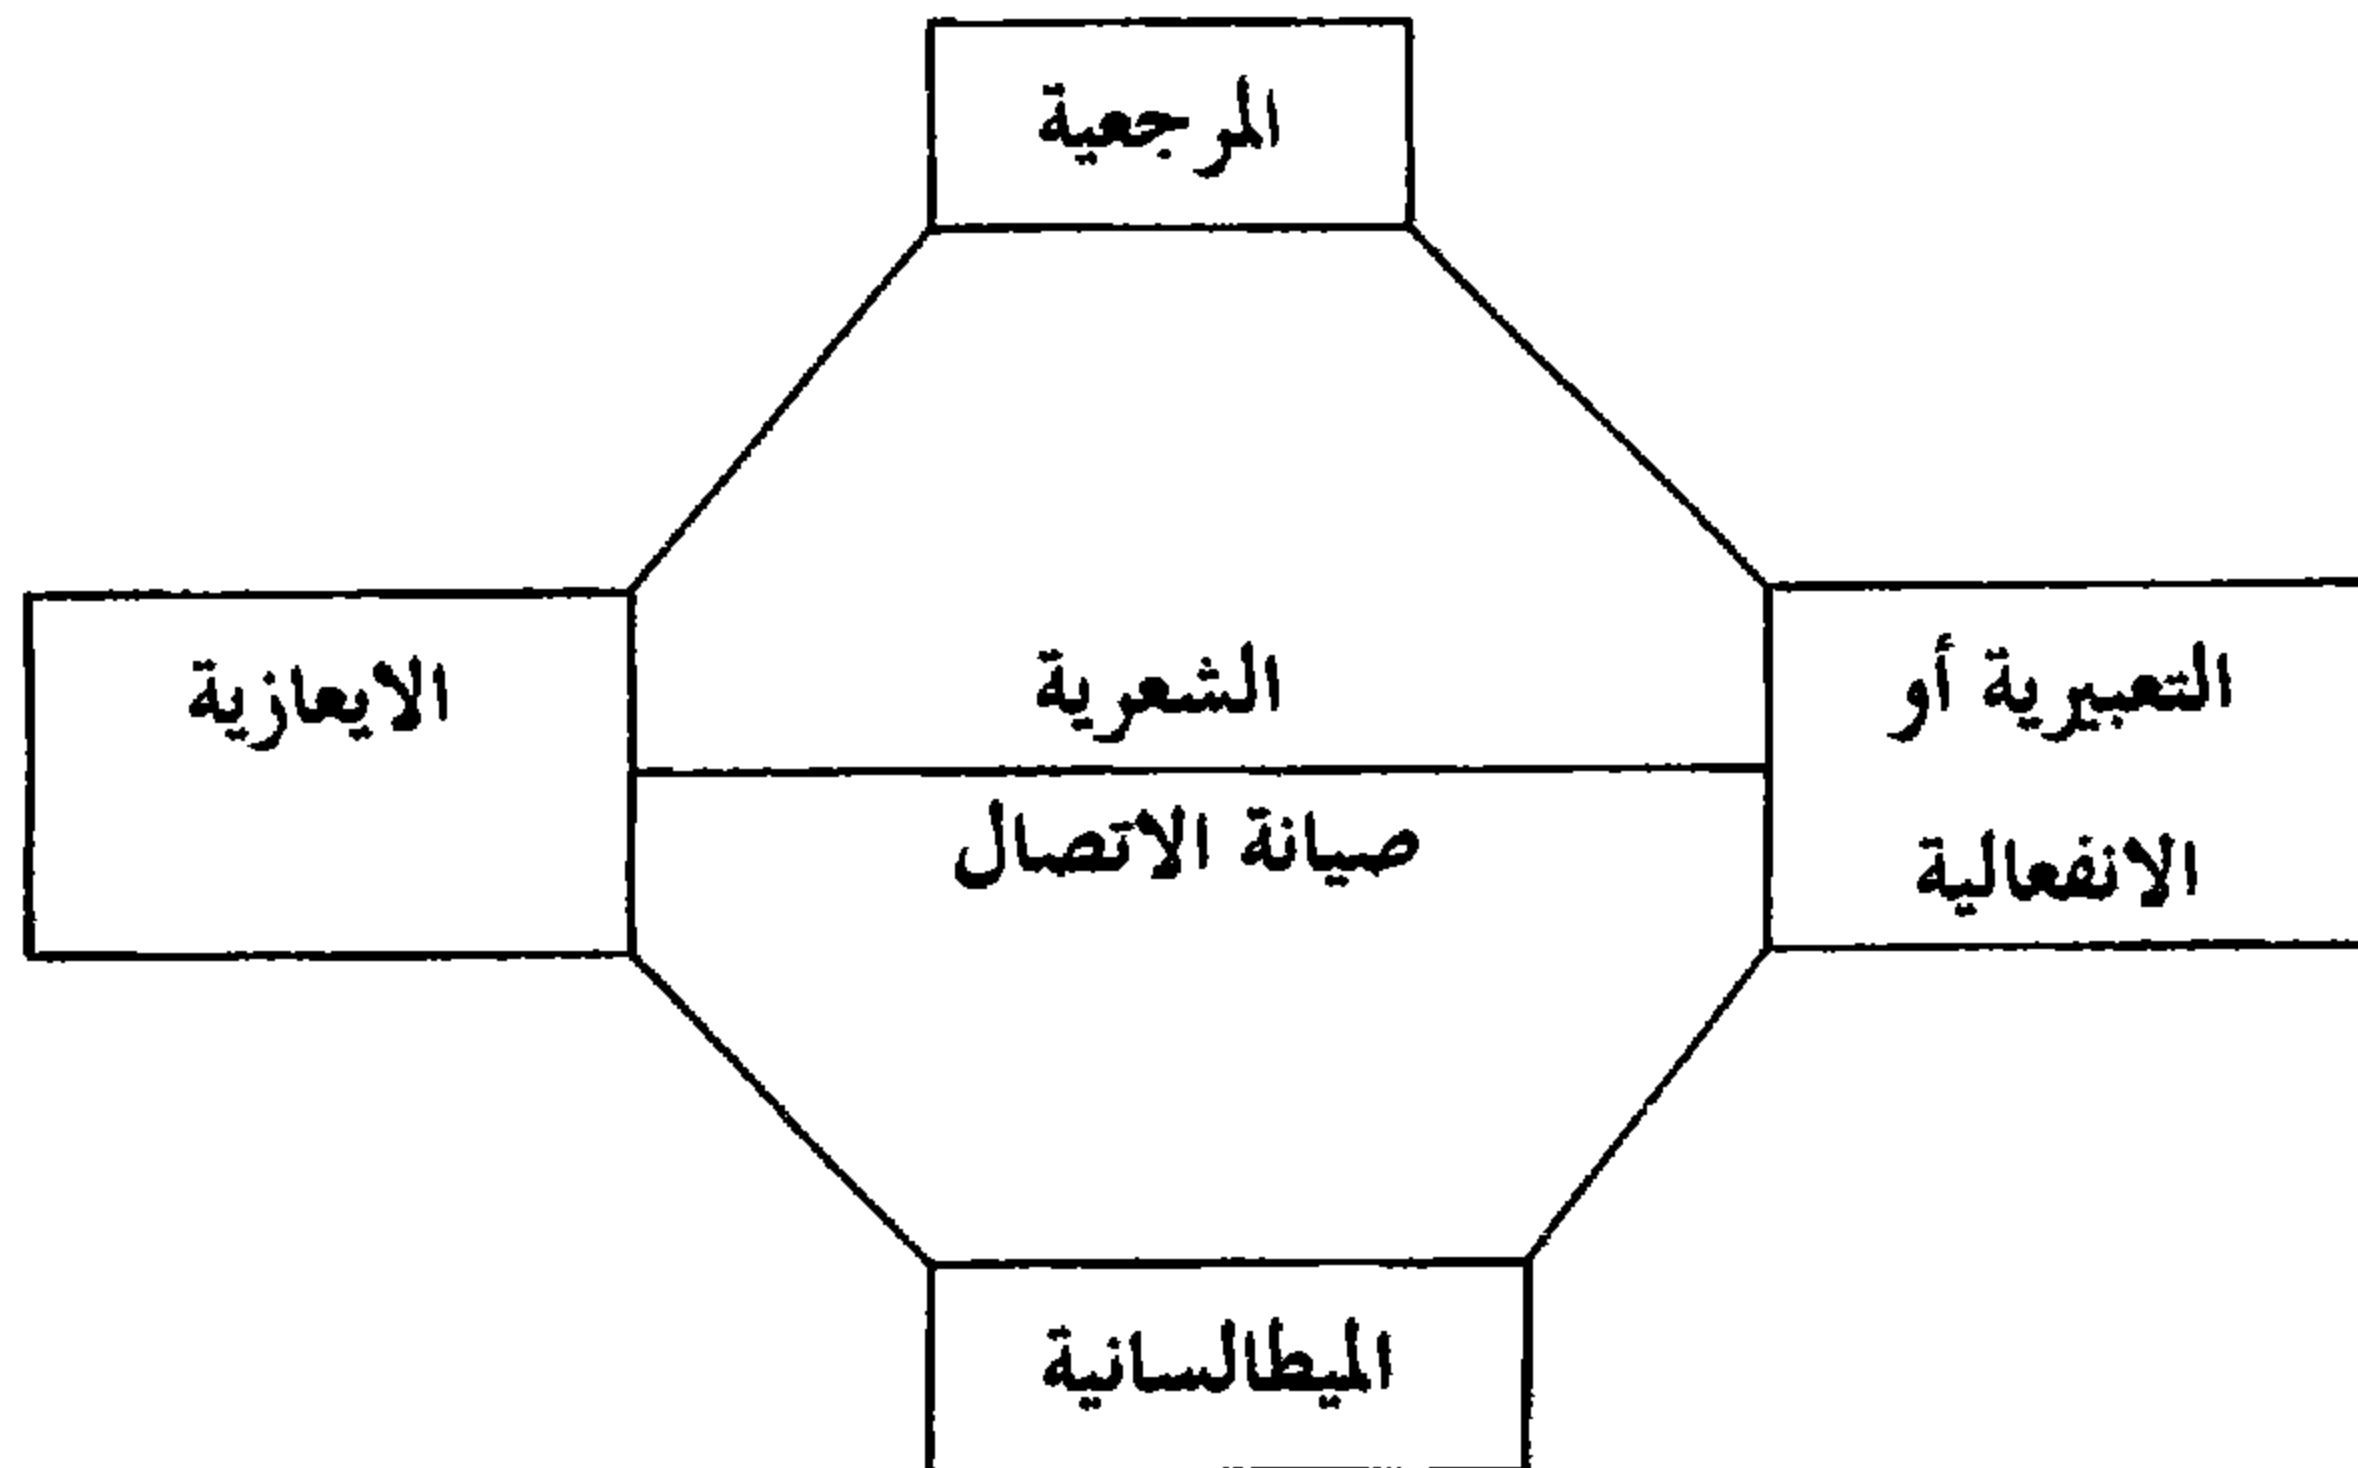 المرجعية
التعبيرية أو
الانفعالية
الشعرية
صيانة الاتصال
الايعازية
الميطالسانية